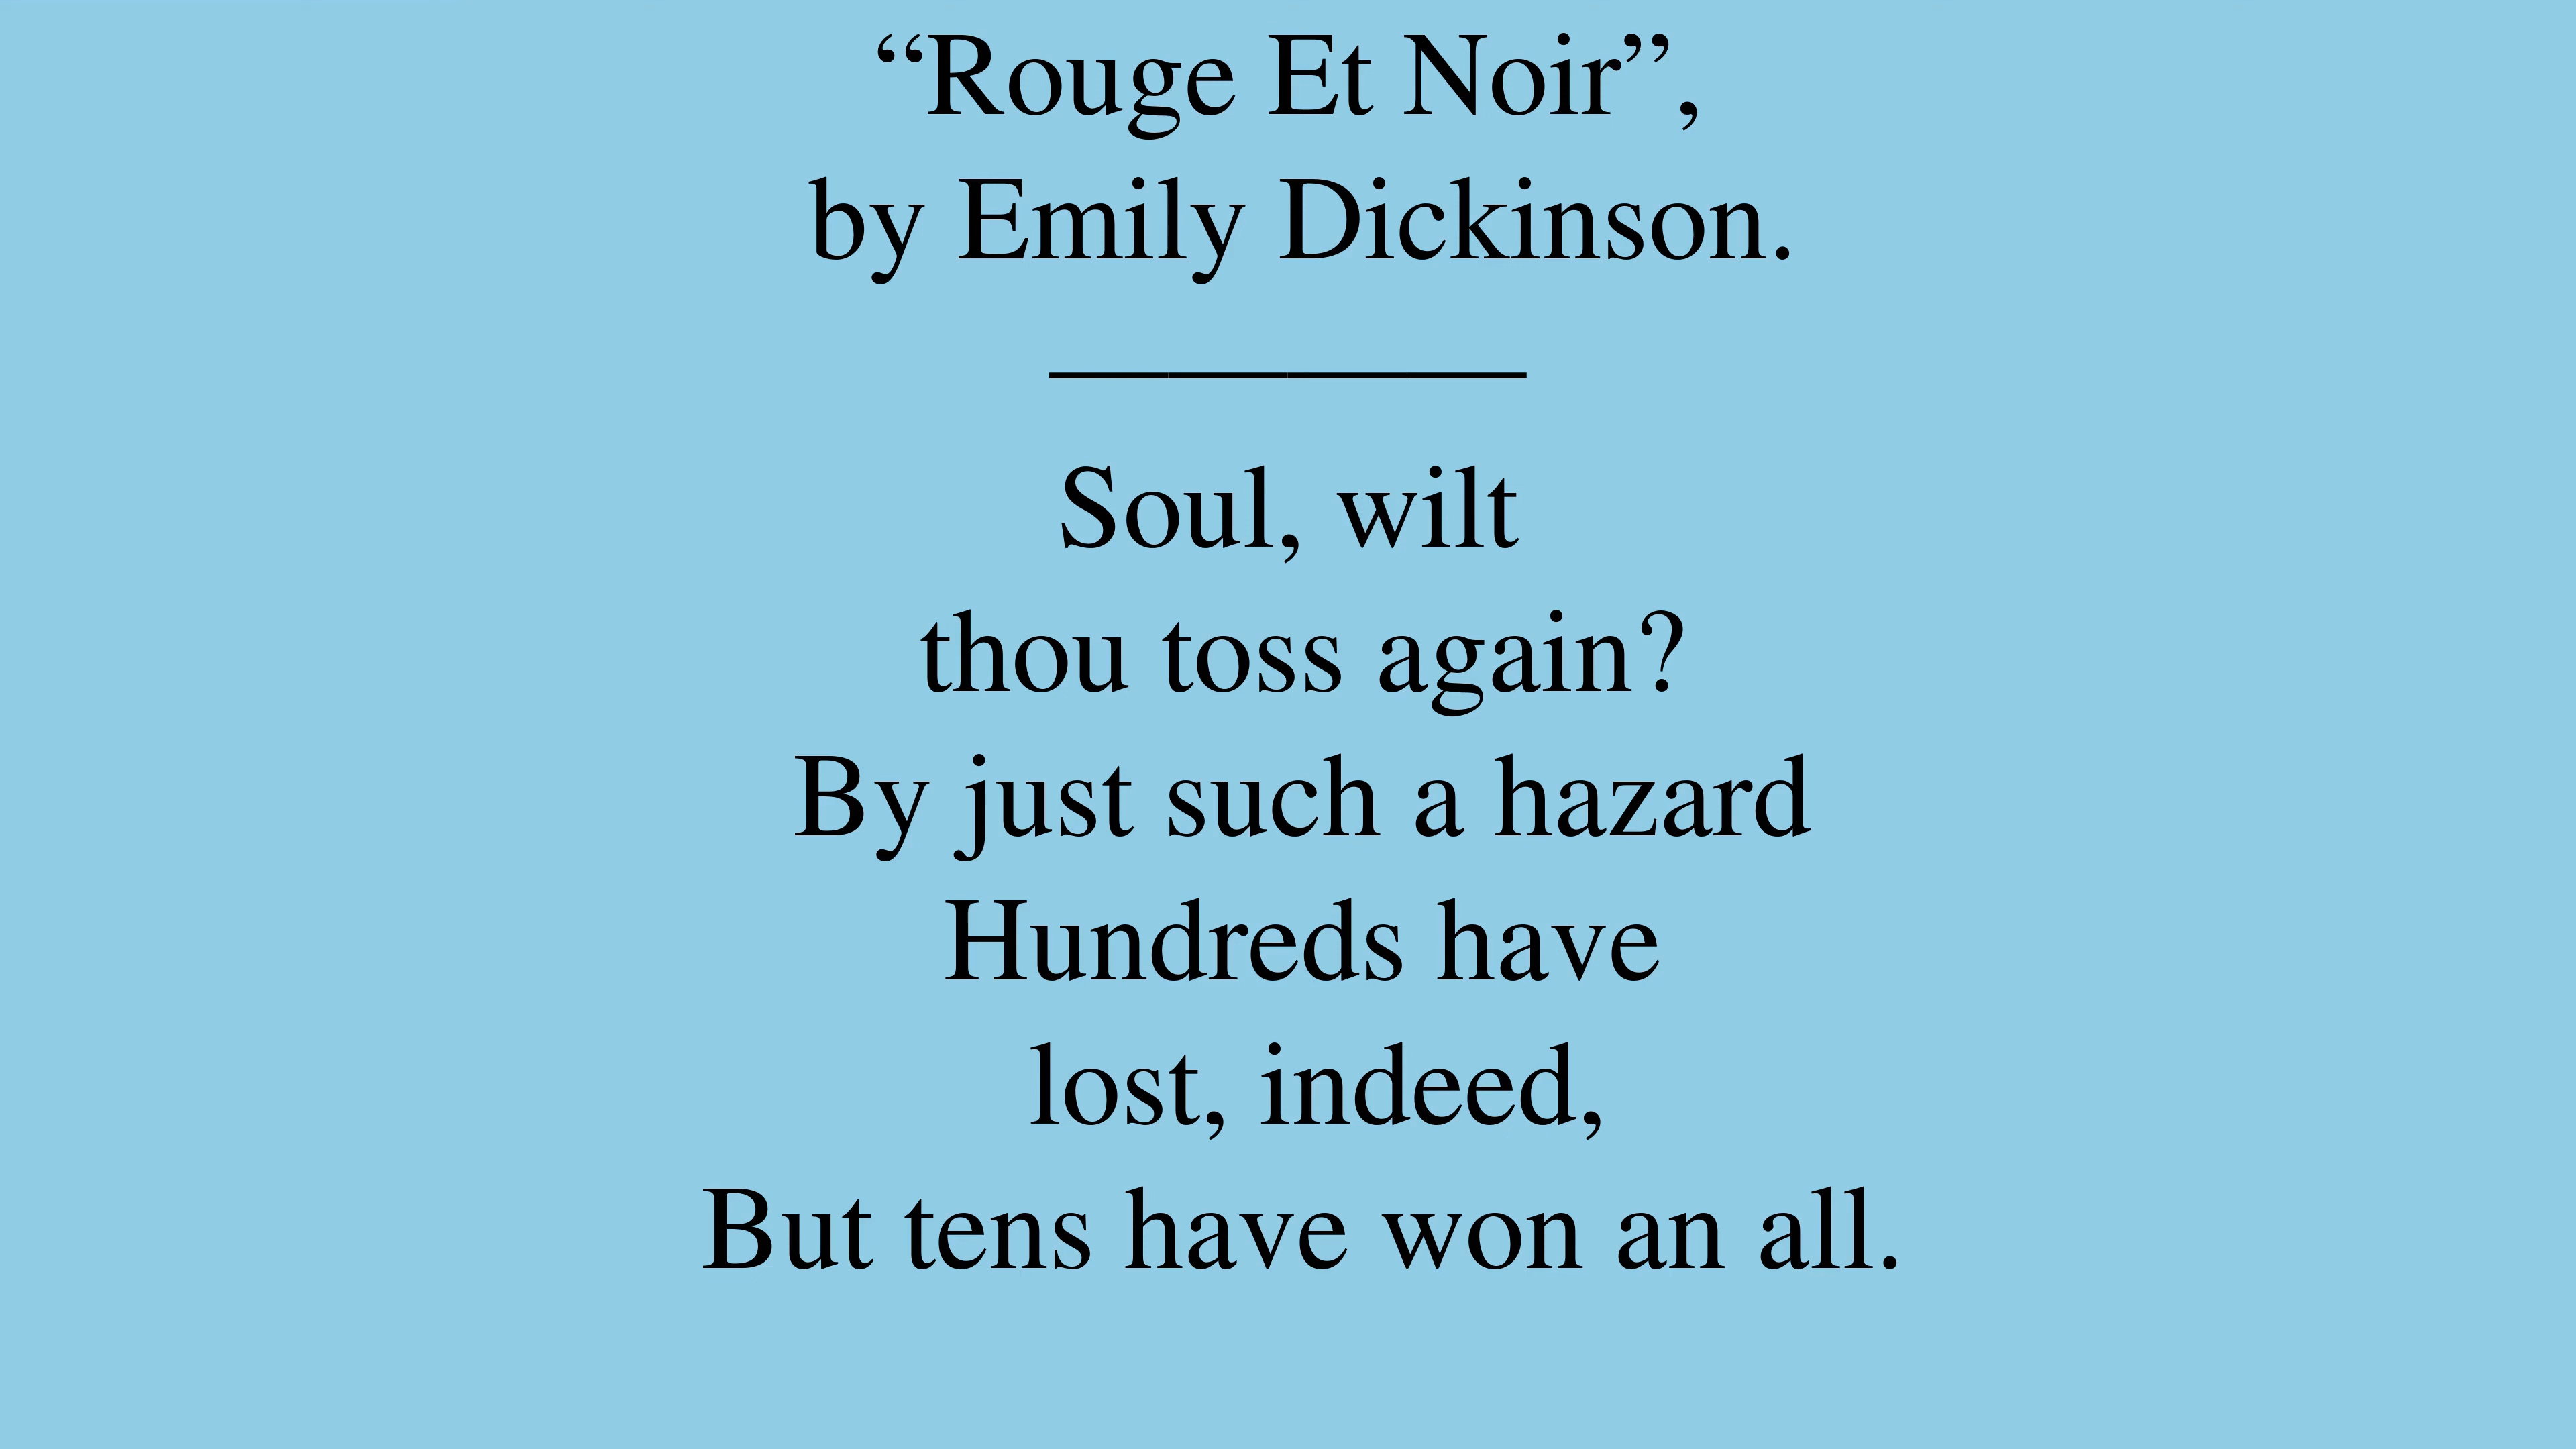 “Rouge Et Noir”,
by Emily Dickinson.
————
Soul, wilt
thou toss again?
By just such a hazard
Hundreds have
lost, indeed,
But tens have won an all.